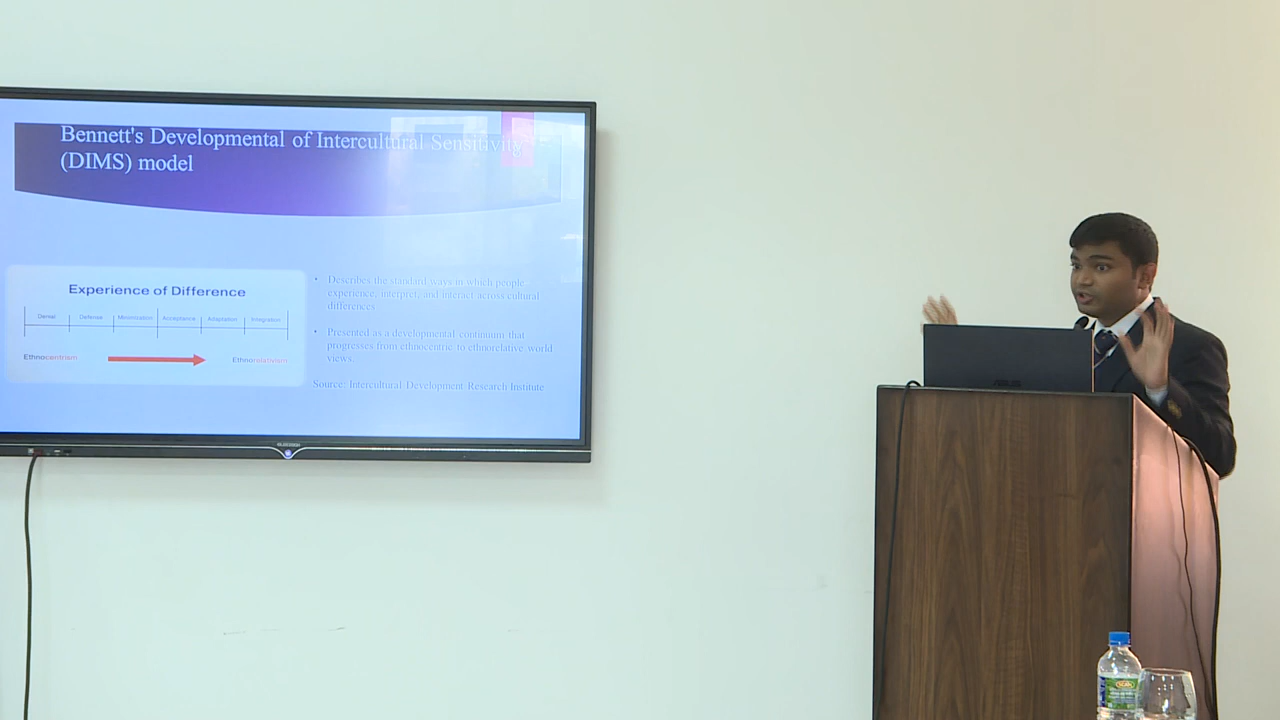 Bennett's Developmental of Intercultural Sensitivity
(DIMS) model
Experience of Difference
Denial Defense Minimization Acceptance Adaptation Integration
Ethnocentrism Ethnorelativism
• Describes the standard ways in which people
experience, interpret, and interact across cultural
differences
• Presented as a developmental continuum that
progresses from ethnocentric to ethnorelative world
views.
Source: Intercultural Development Research Institute
ASUS